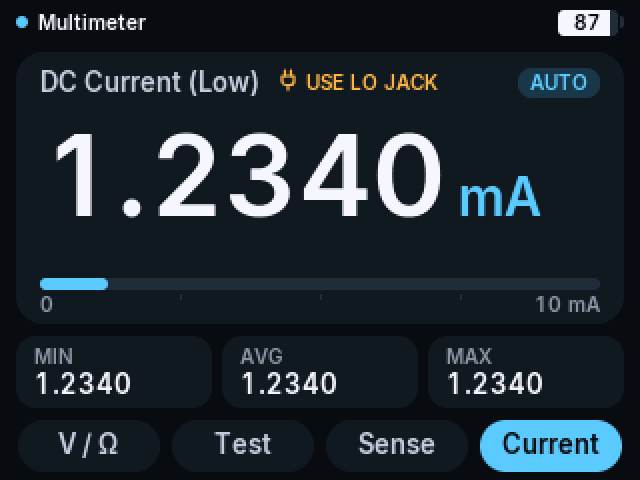 Multimeter 87
DC Current (Low) USE LO JACK AUTO
1.2340 mA
0 10 mA
MIN AVG MAX
1.2340 1.2340 1.2340
V / Ω Test Sense Current